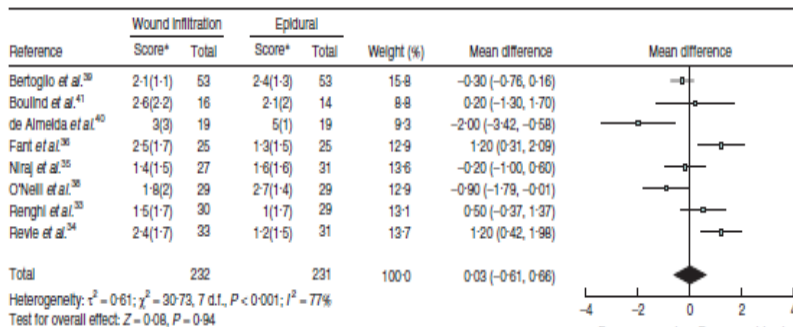 Wound infiltration Epidural
Reference Score* Total Score* Total Weight (%) Mean difference Mean difference
Bertoglio et al.³⁹ 2·1(1·1) 53 2·4(1·3) 53 15·8 −0·30 (−0·76, 0·16)
Boulind et al.⁴¹ 2·6(2·2) 16 2·1(2) 14 8·8 0·20 (−1·30, 1·70)
de Almeida et al.⁴⁰ 3(3) 19 5(1) 19 9·3 −2·00 (−3·42, −0·58)
Fant et al.³⁶ 2·5(1·7) 25 1·3(1·5) 25 12·9 1·20 (0·31, 2·09)
Niraj et al.³⁵ 1·4(1·5) 27 1·6(1·6) 31 13·6 −0·20 (−1·00, 0·60)
O'Neill et al.³⁸ 1·8(2) 29 2·7(1·4) 29 12·9 −0·90 (−1·79, −0·01)
Renghi et al.³³ 1·5(1·7) 30 1(1·7) 29 13·1 0·50 (−0·37, 1·37)
Revie et al.³⁴ 2·4(1·7) 33 1·2(1·5) 31 13·7 1·20 (0·42, 1·98)
Total 232 231 100·0 0·03 (−0·61, 0·66)
Heterogeneity: τ² = 0·61; χ² = 30·73, 7 d.f., P < 0·001; I² = 77%
Test for overall effect: Z = 0·08, P = 0·94
−4 −2 0 2 4